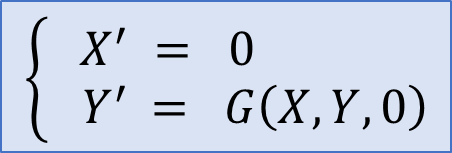 X′ = 0
Y′ = G(X, Y, 0)